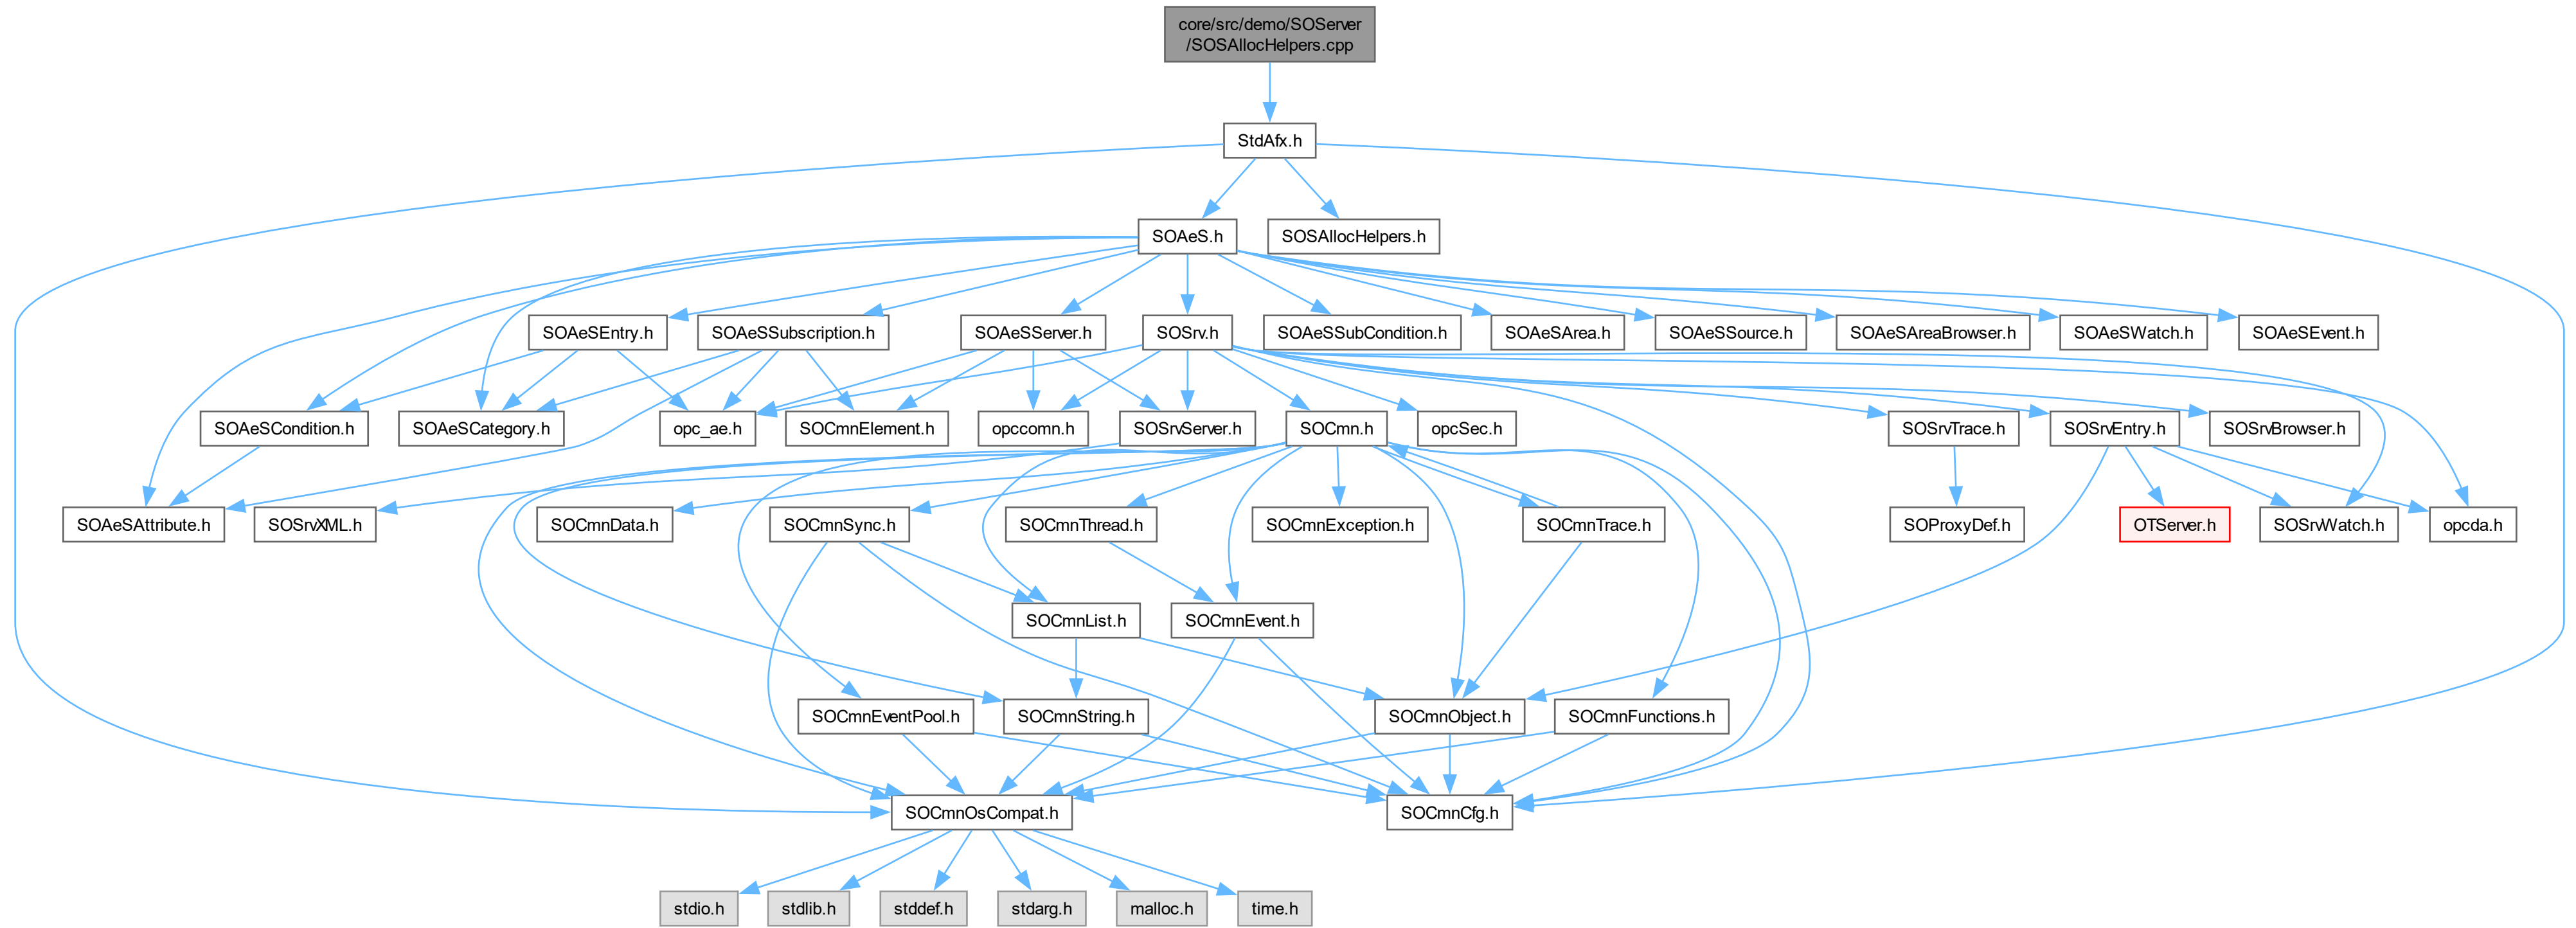 core/src/demo/SOServer
/SOSAllocHelpers.cpp
StdAfx.h
SOAeS.h
SOSAllocHelpers.h
SOAeSEntry.h
SOAeSSubscription.h
SOAeSServer.h
SOSrv.h
SOAeSSubCondition.h
SOAeSArea.h
SOAeSSource.h
SOAeSAreaBrowser.h
SOAeSWatch.h
SOAeSEvent.h
SOAeSCondition.h
SOAeSCategory.h
opc_ae.h
SOCmnElement.h
opccomn.h
SOSrvServer.h
SOCmn.h
opcSec.h
SOSrvTrace.h
SOSrvEntry.h
SOSrvBrowser.h
SOAeSAttribute.h
SOSrvXML.h
SOCmnData.h
SOCmnSync.h
SOCmnThread.h
SOCmnException.h
SOCmnTrace.h
SOProxyDef.h
OTServer.h
SOSrvWatch.h
opcda.h
SOCmnList.h
SOCmnEvent.h
SOCmnEventPool.h
SOCmnString.h
SOCmnObject.h
SOCmnFunctions.h
SOCmnOsCompat.h
SOCmnCfg.h
stdio.h
stdlib.h
stddef.h
stdarg.h
malloc.h
time.h